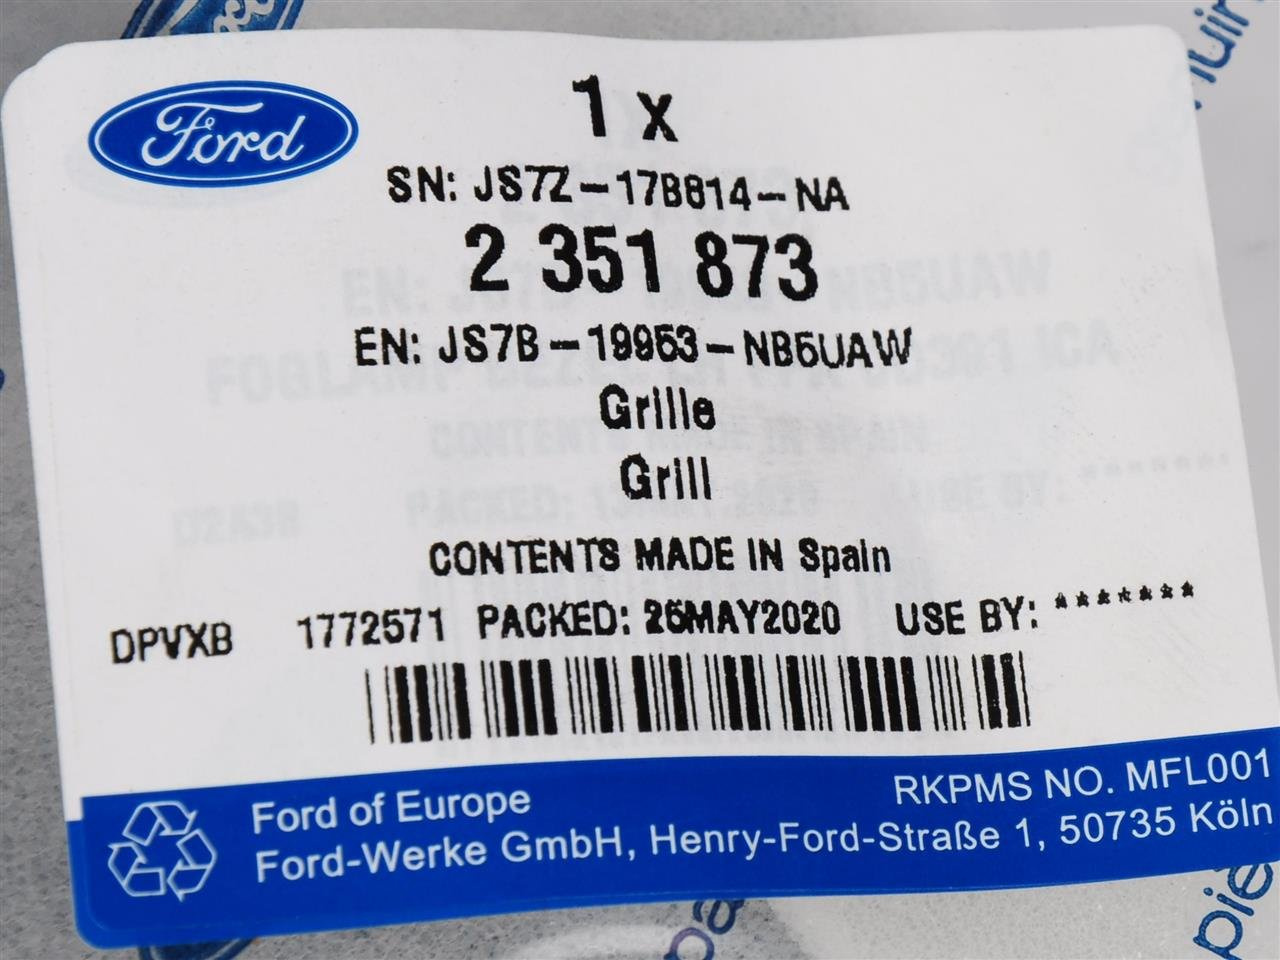 Ford
1 x
SN: JS7Z-17B814-NA
2 351 873
EN: JS7B-19953-NB5UAW
Grille
Grill
CONTENTS MADE IN Spain
DPVXB 1772571 PACKED: 25MAY2020 USE BY: *******
RKPMS NO. MFL001
Ford of Europe
Ford-Werke GmbH, Henry-Ford-Straße 1, 50735 Köln